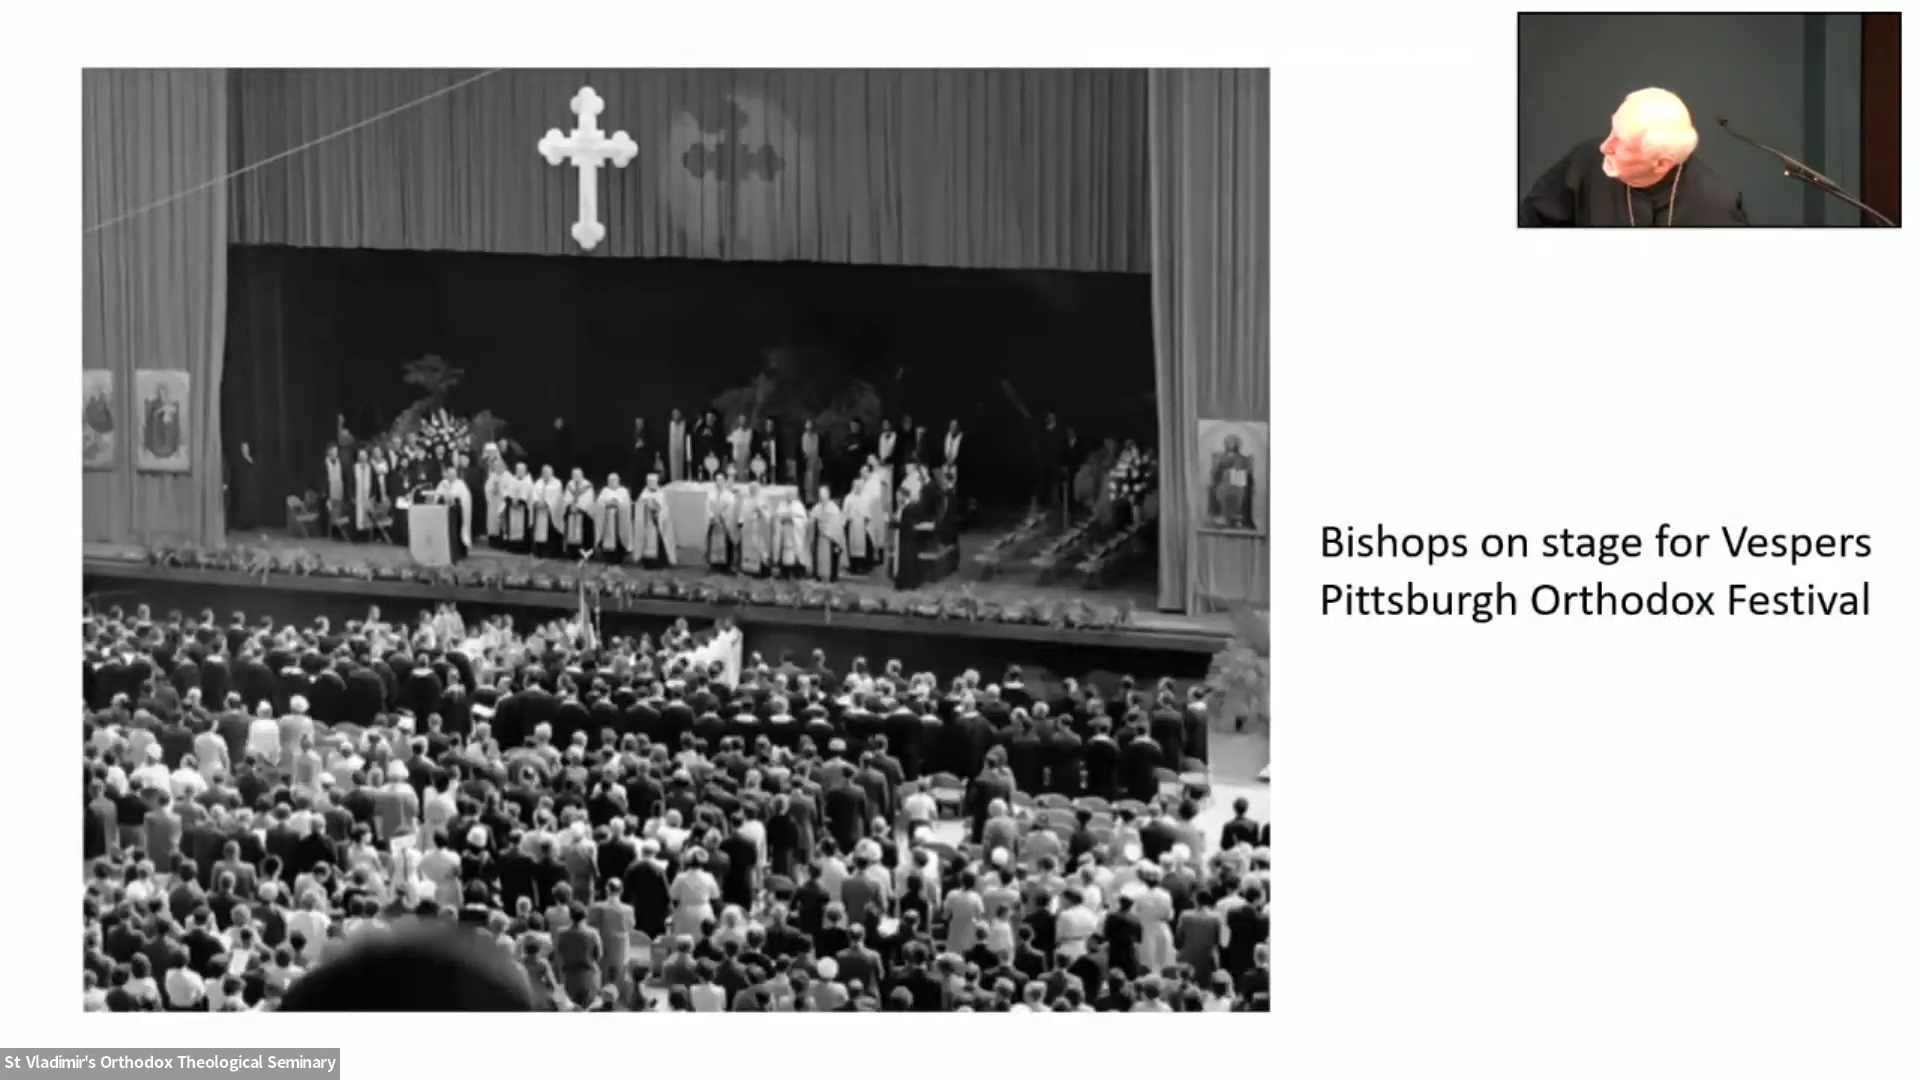 Bishops on stage for Vespers
Pittsburgh Orthodox Festival
St Vladimir's Orthodox Theological Seminary